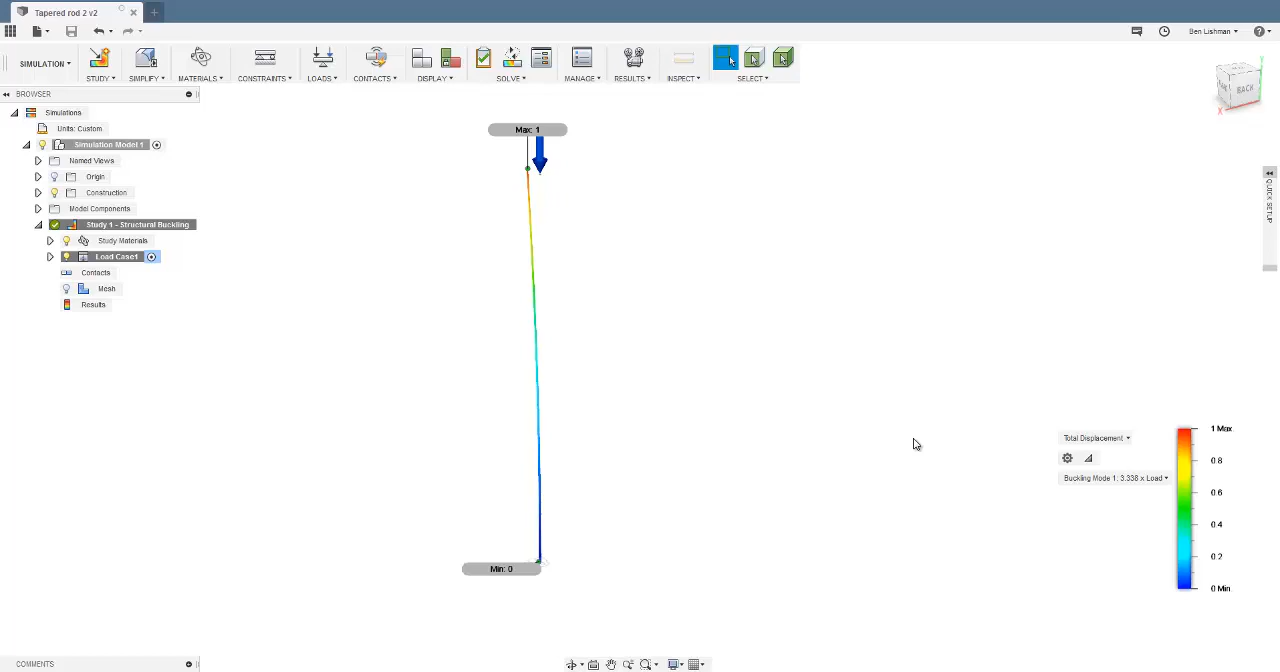 Tapered rod 2 v2
Ben Lishman
SIMULATION
STUDY
SIMPLIFY
MATERIALS
CONSTRAINTS
LOADS
CONTACTS
DISPLAY
SOLVE
MANAGE
RESULTS
INSPECT
SELECT
BROWSER
Simulations
Units: Custom
Simulation Model 1
Named Views
Origin
Construction
Model Components
Study 1 - Structural Buckling
Study Materials
Load Case1
Contacts
Mesh
Results
Max: 1
Min: 0
BACK
X
Y
QUICK SETUP
Total Displacement
Buckling Mode 1: 3.338 x Load
1 Max.
0.8
0.6
0.4
0.2
0 Min.
COMMENTS